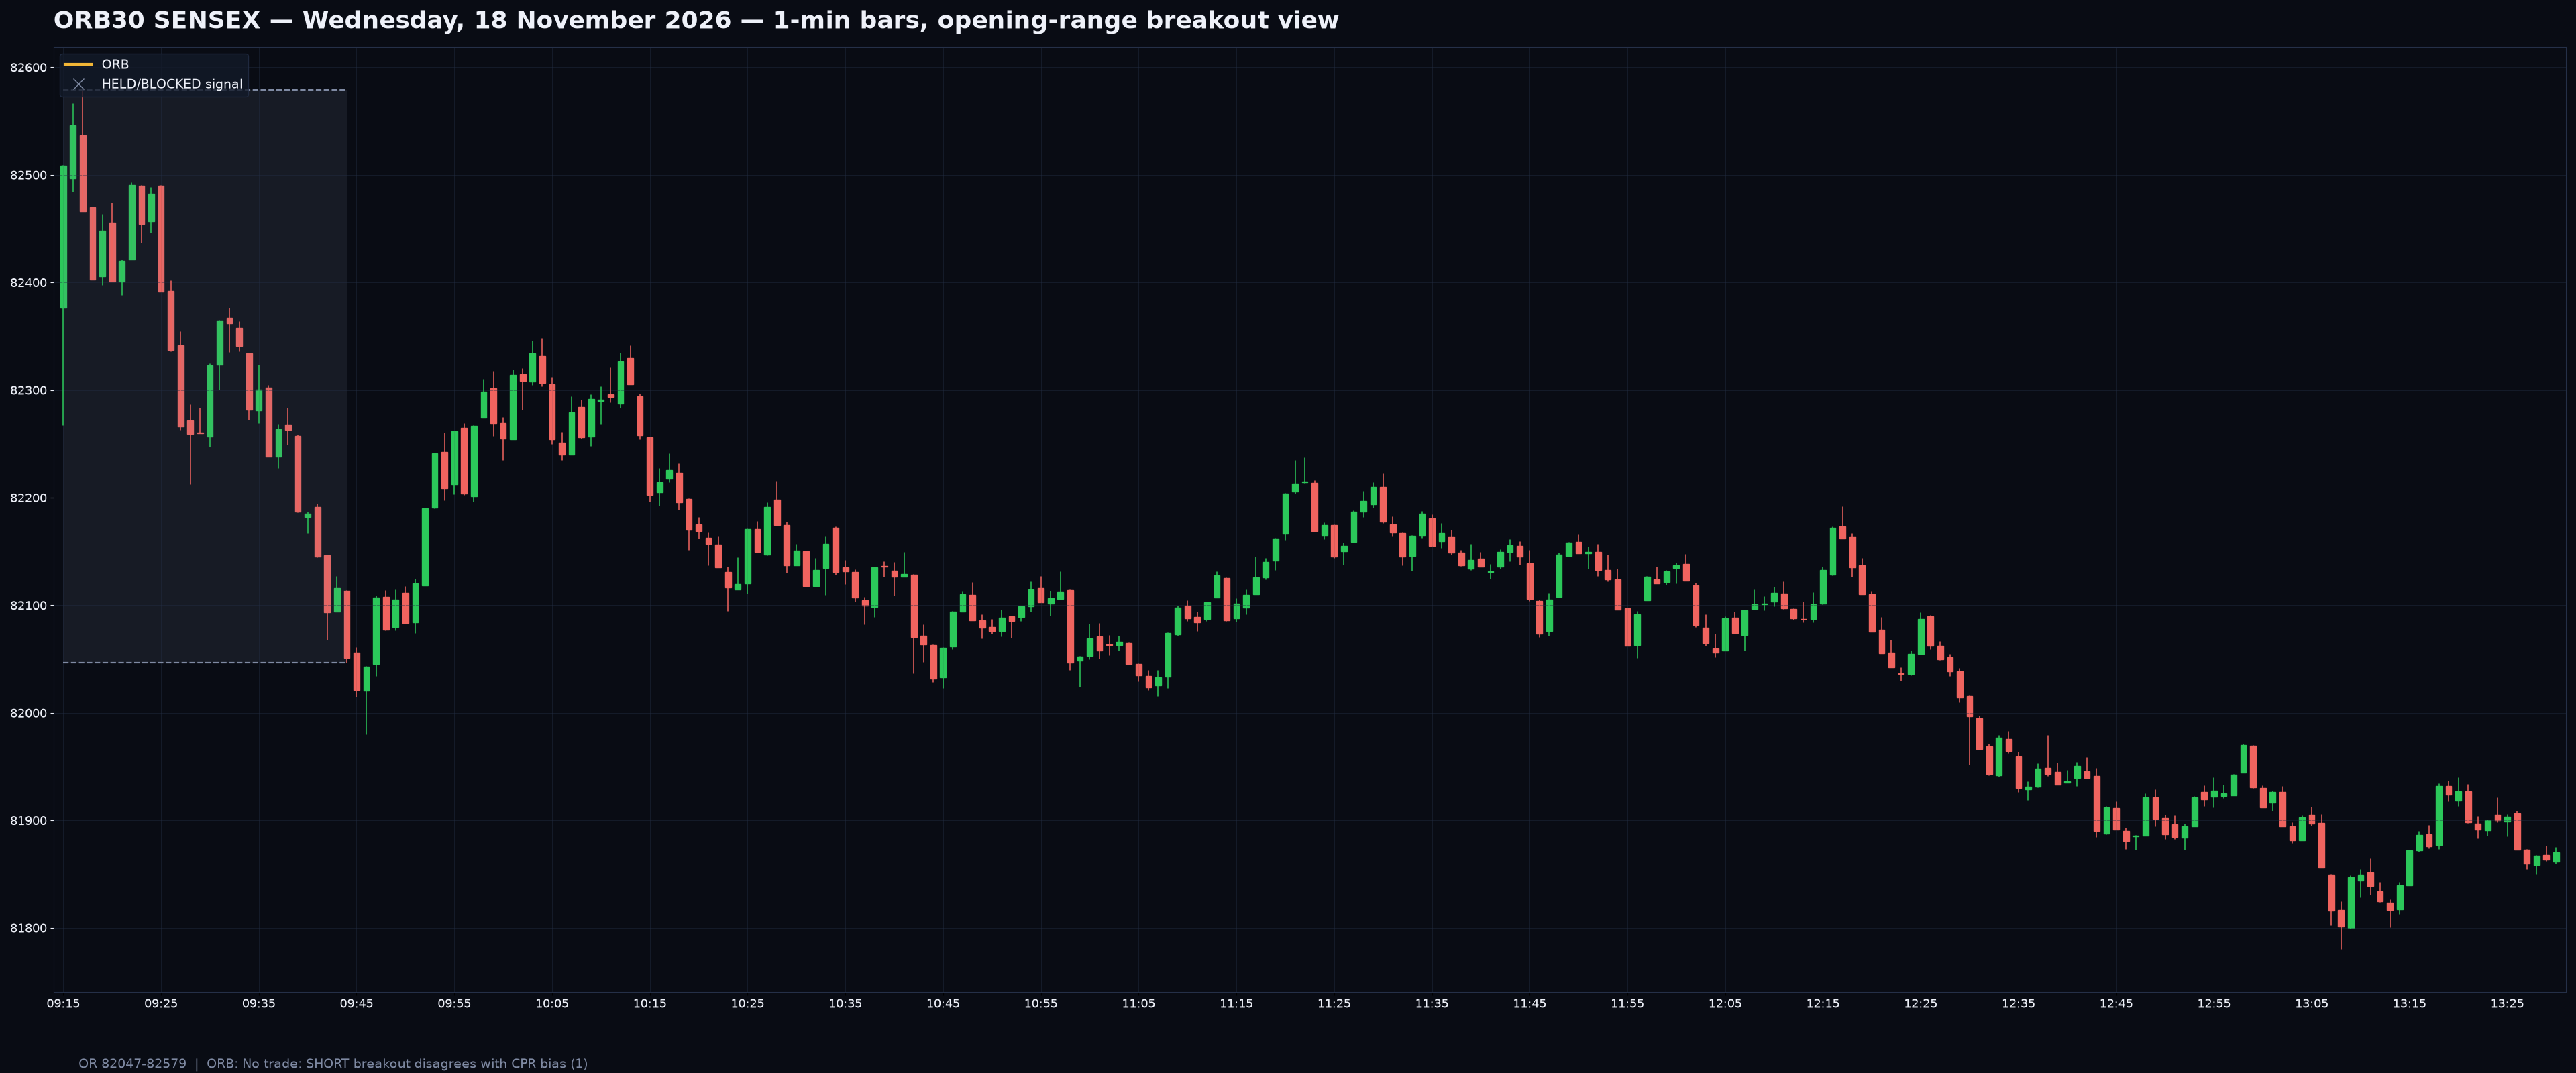 ORB30 SENSEX — Wednesday, 18 November 2026 — 1-min bars, opening-range breakout view
ORB
HELD/BLOCKED signal
82600
82500
82400
82300
82200
82100
82000
81900
81800
09:15 09:25 09:35 09:45 09:55 10:05 10:15 10:25 10:35 10:45 10:55 11:05 11:15 11:25 11:35 11:45 11:55 12:05 12:15 12:25 12:35 12:45 12:55 13:05 13:15 13:25
OR 82047-82579 | ORB: No trade: SHORT breakout disagrees with CPR bias (1)